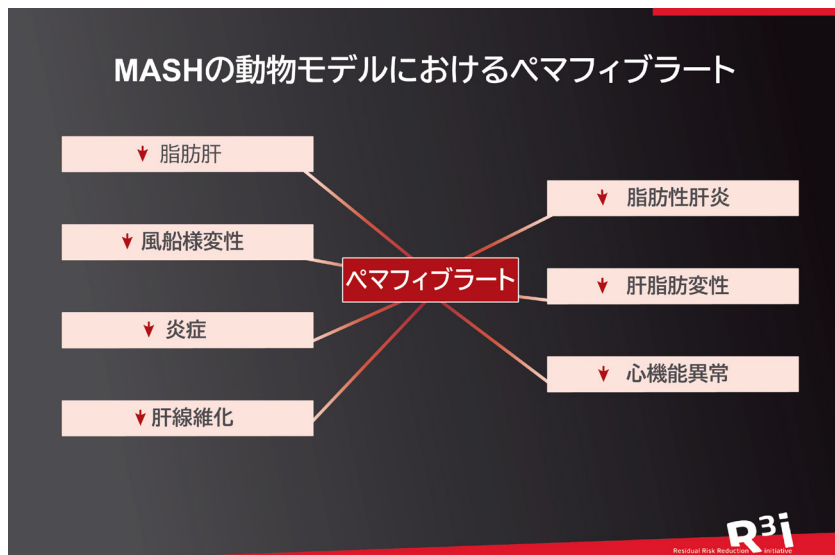 MASHの動物モデルにおけるペマフィブラート
脂肪肝
風船様変性
炎症
肝線維化
ペマフィブラート
脂肪性肝炎
肝脂肪変性
心機能異常
R3i
Residual Risk Reduction initiative